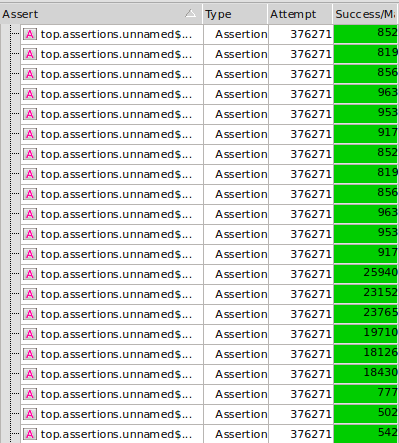 Assert Type Attempt Success/Ma
A top.assertions.unnamed$... Assertion 376271 852
A top.assertions.unnamed$... Assertion 376271 819
A top.assertions.unnamed$... Assertion 376271 856
A top.assertions.unnamed$... Assertion 376271 963
A top.assertions.unnamed$... Assertion 376271 953
A top.assertions.unnamed$... Assertion 376271 917
A top.assertions.unnamed$... Assertion 376271 852
A top.assertions.unnamed$... Assertion 376271 819
A top.assertions.unnamed$... Assertion 376271 856
A top.assertions.unnamed$... Assertion 376271 963
A top.assertions.unnamed$... Assertion 376271 953
A top.assertions.unnamed$... Assertion 376271 917
A top.assertions.unnamed$... Assertion 376271 25940
A top.assertions.unnamed$... Assertion 376271 23152
A top.assertions.unnamed$... Assertion 376271 23765
A top.assertions.unnamed$... Assertion 376271 19710
A top.assertions.unnamed$... Assertion 376271 18126
A top.assertions.unnamed$... Assertion 376271 18430
A top.assertions.unnamed$... Assertion 376271 777
A top.assertions.unnamed$... Assertion 376271 502
A top.assertions.unnamed$... Assertion 376271 542